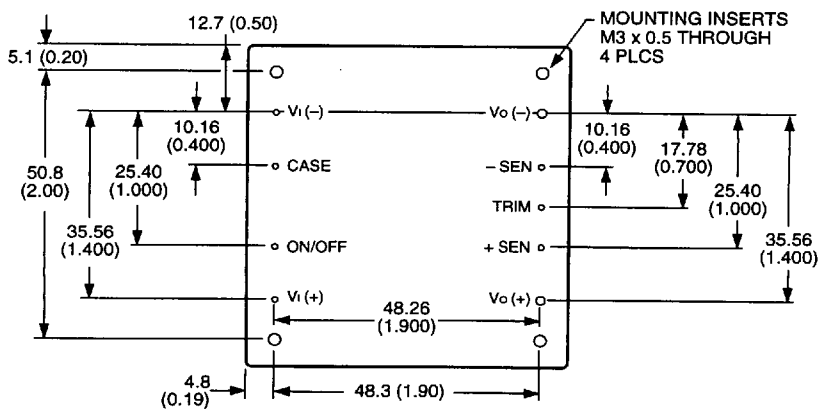 12.7 (0.50)
MOUNTING INSERTS
M3 x 0.5 THROUGH
4 PLCS
5.1 (0.20)
VI (–)
VO (–)
10.16
(0.400)
10.16
(0.400)
17.78
(0.700)
CASE
– SEN
50.8
(2.00)
25.40
(1.000)
25.40
(1.000)
TRIM
35.56
(1.400)
35.56
(1.400)
ON/OFF
+ SEN
VI (+)
VO (+)
48.26
(1.900)
4.8
(0.19)
48.3 (1.90)